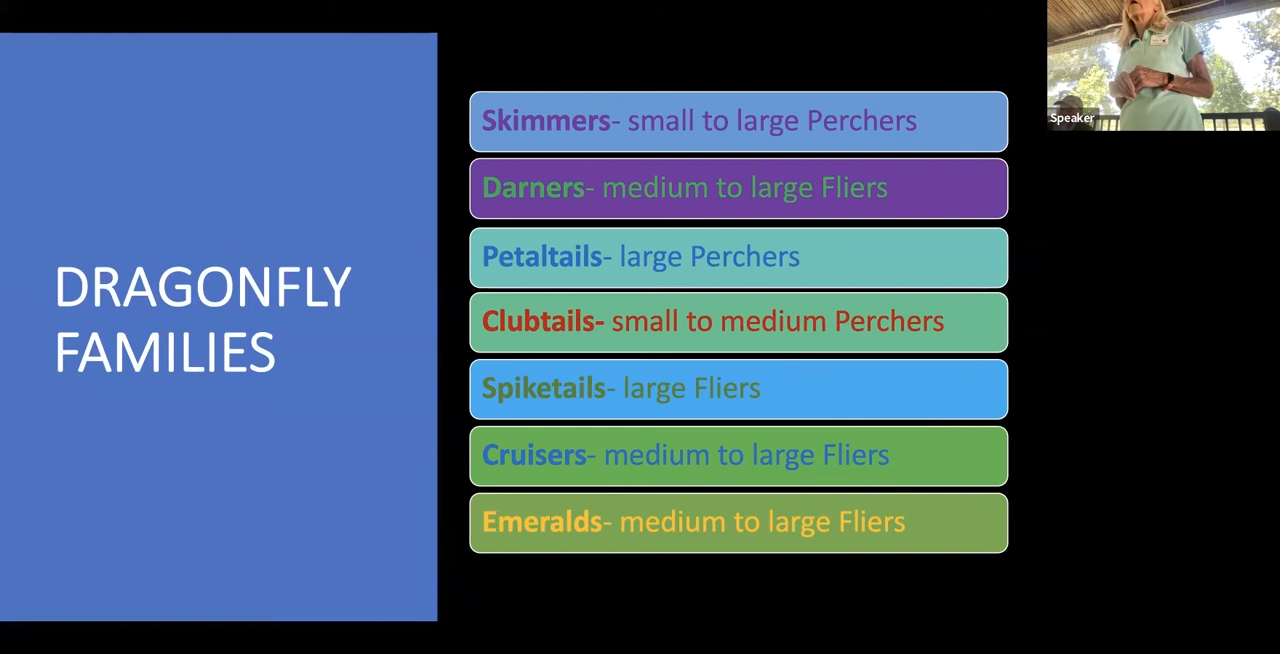 DRAGONFLY
FAMILIES
Skimmers- small to large Perchers
Darners- medium to large Fliers
Petaltails- large Perchers
Clubtails- small to medium Perchers
Spiketails- large Fliers
Cruisers- medium to large Fliers
Emeralds- medium to large Fliers
Speaker